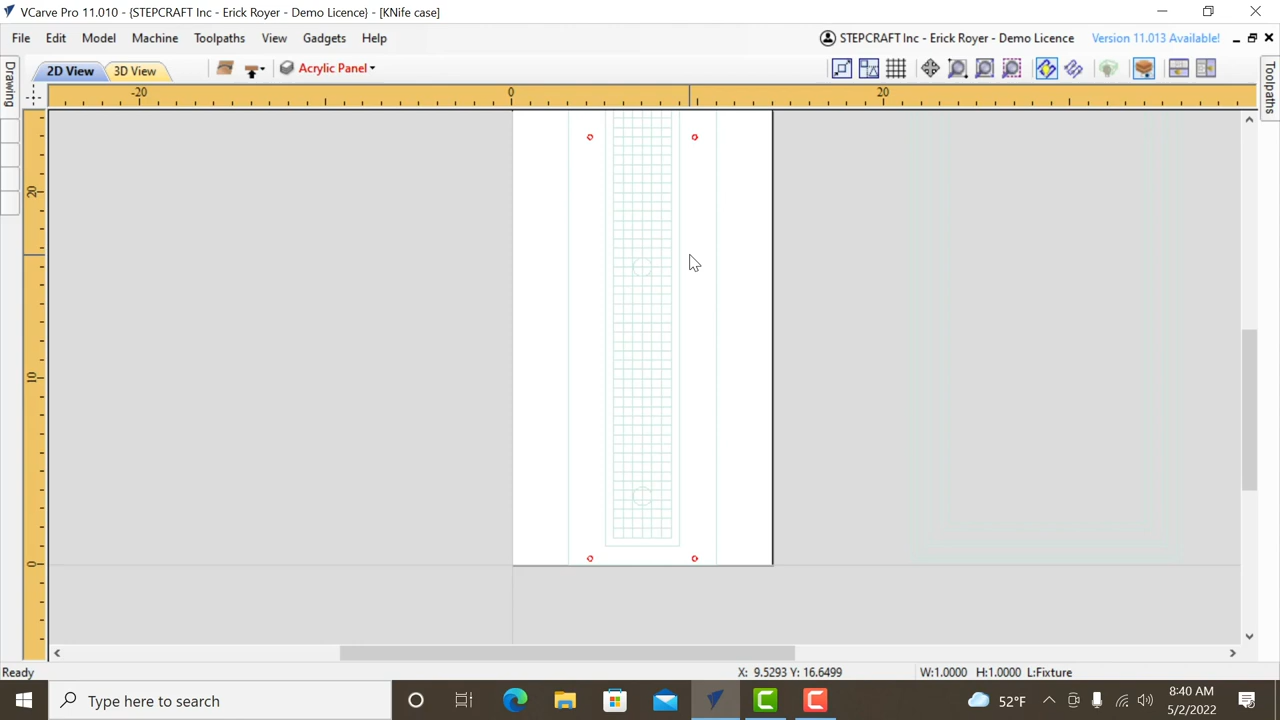 VCarve Pro 11.010 - {STEPCRAFT Inc - Erick Royer - Demo Licence} - [KNife case]
File Edit Model Machine Toolpaths View Gadgets Help
STEPCRAFT Inc - Erick Royer - Demo Licence Version 11.013 Available!
Drawing
2D View 3D View
Acrylic Panel
Toolpaths
-20 0 20
20
10
0
Ready
X: 9.5293 Y: 16.6499
W:1.0000 H:1.0000 L:Fixture
Type here to search
52°F
8:40 AM
5/2/2022